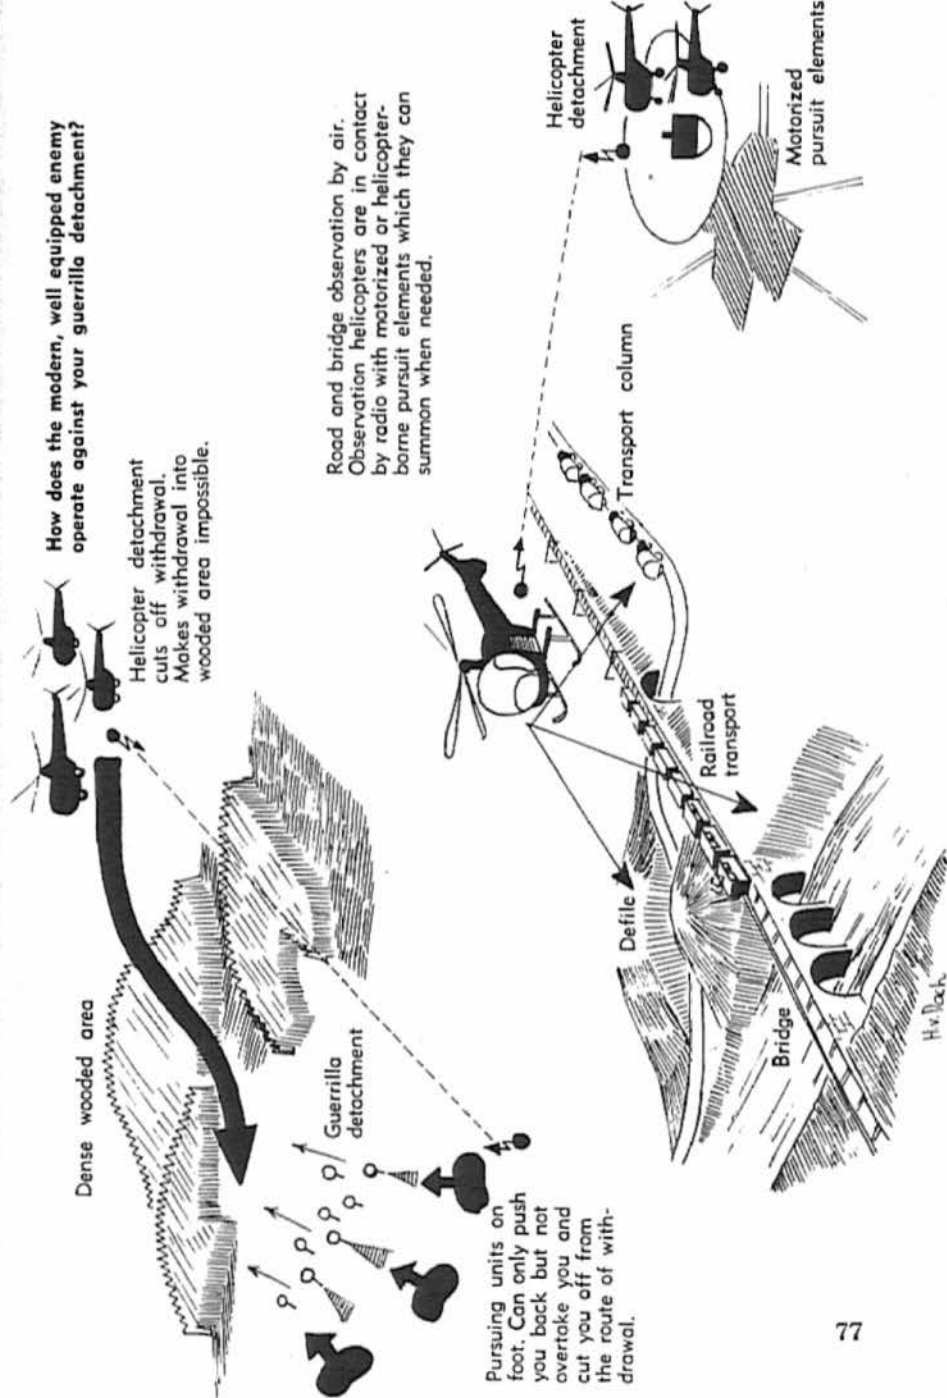 How does the modern, well equipped enemy
operate against your guerrilla detachment?
Helicopter detachment
cuts off withdrawal.
Makes withdrawal into
wooded area impossible.
Dense wooded area
Guerrilla
detachment
Pursuing units on
foot. Can only push
you back but not
overtake you and
cut you off from
the route of with-
drawal.
Road and bridge observation by air.
Observation helicopters are in contact
by radio with motorized or helicopter-
borne pursuit elements which they can
summon when needed.
Helicopter
detachment
Motorized
pursuit elements
Transport column
Railroad
transport
Defile
Bridge
H.v. Dach
77